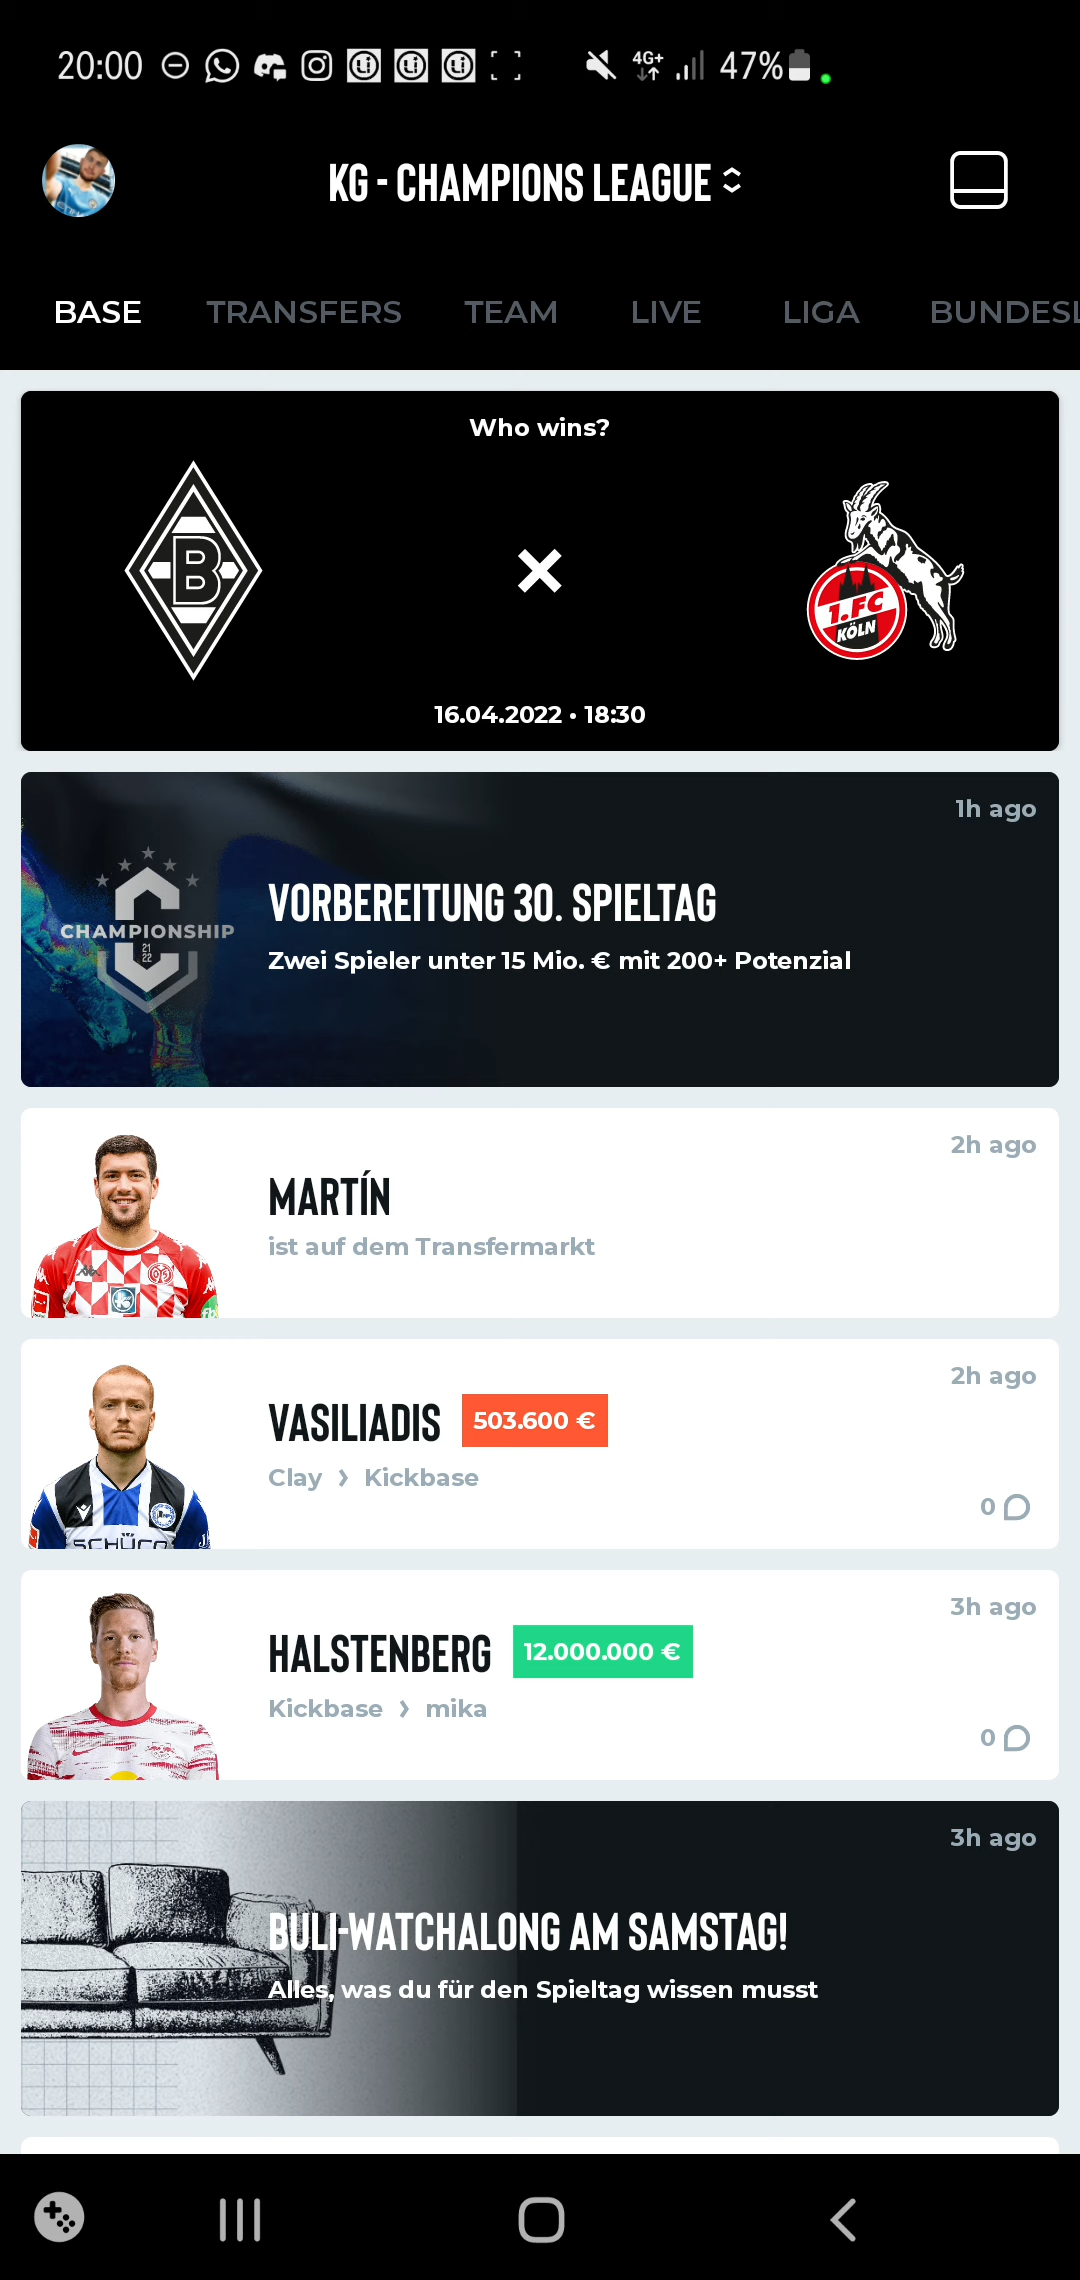 20:00 4G+ 47%
KG - CHAMPIONS LEAGUE
BASE TRANSFERS TEAM LIVE LIGA BUNDESL
Who wins?
B
1.FC
KÖLN
16.04.2022 • 18:30
1h ago
CHAMPIONSHIP
21
22
VORBEREITUNG 30. SPIELTAG
Zwei Spieler unter 15 Mio. € mit 200+ Potenzial
2h ago
MARTÍN
ist auf dem Transfermarkt
2h ago
VASILIADIS 503.600 €
Clay › Kickbase
0
SCHÜCO
3h ago
HALSTENBERG 12.000.000 €
Kickbase › mika
0
3h ago
BULI-WATCHALONG AM SAMSTAG!
Alles, was du für den Spieltag wissen musst